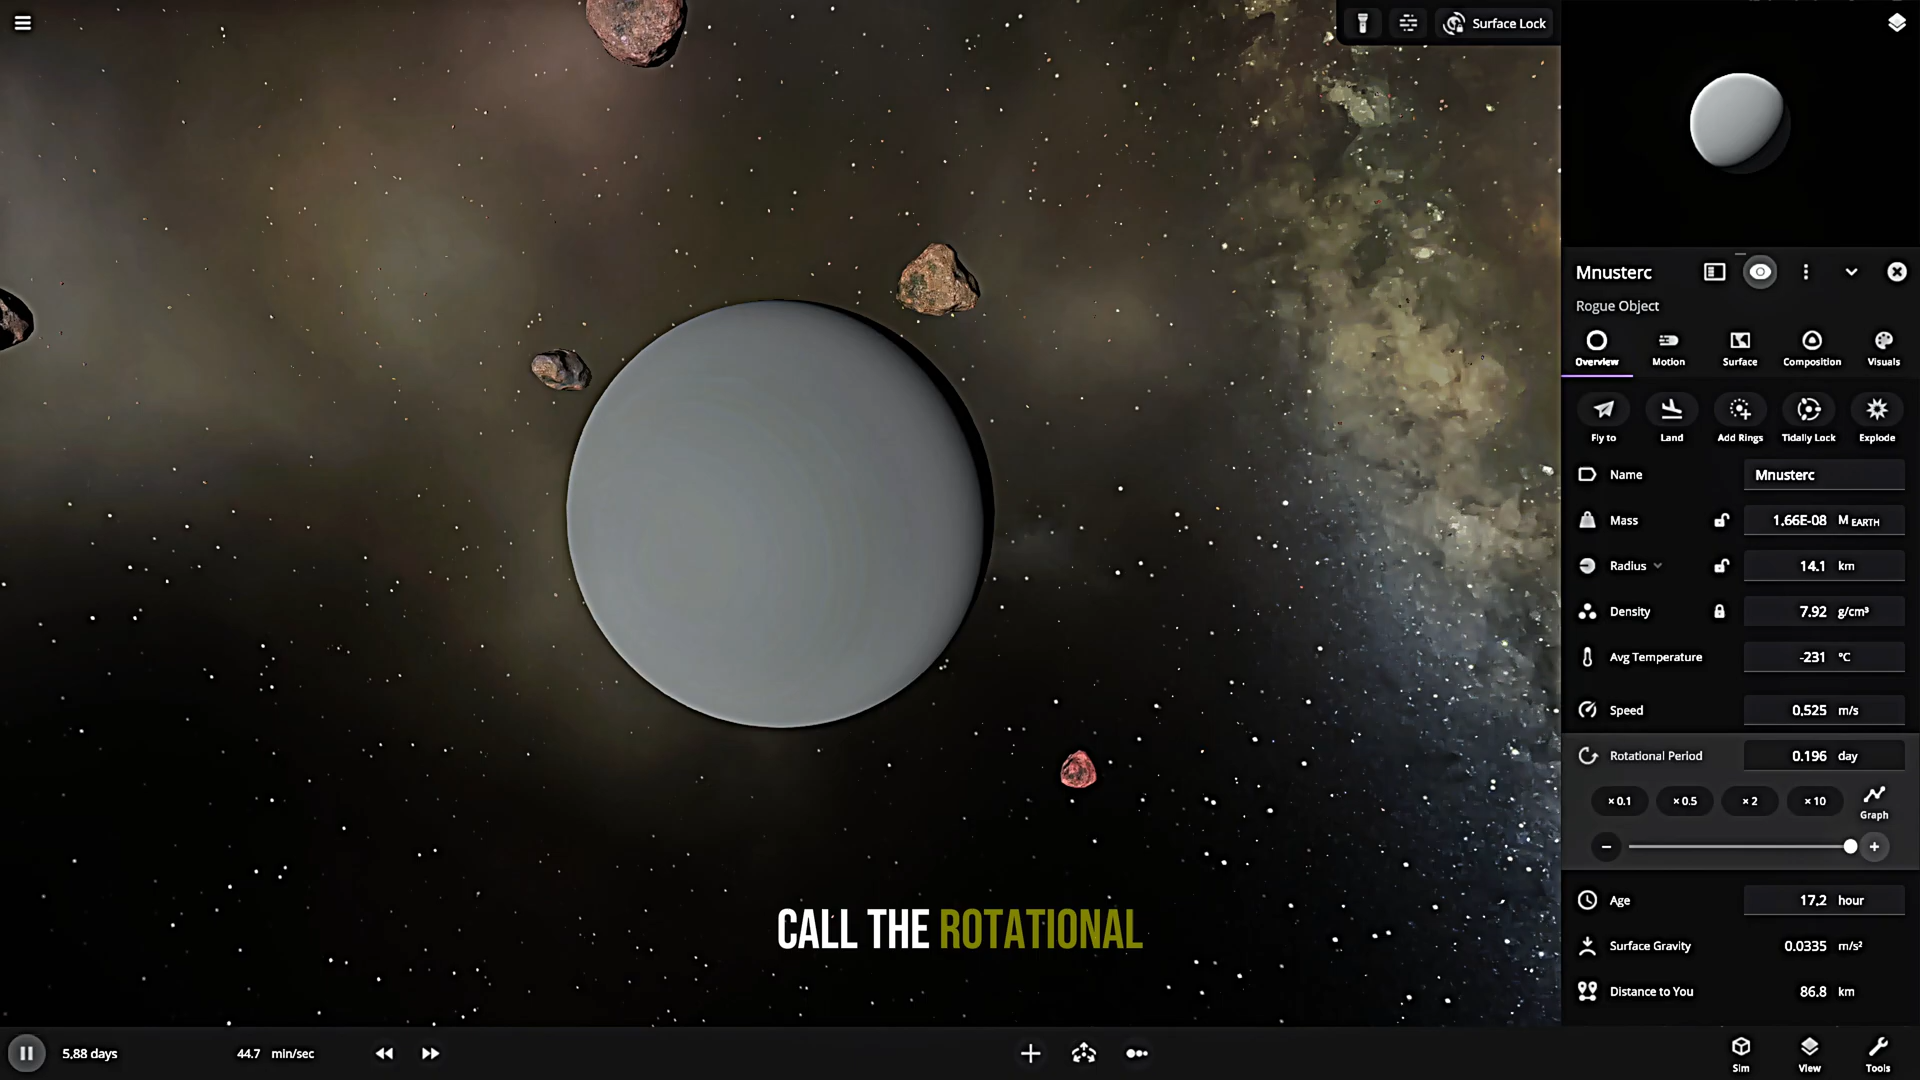 Surface Lock
Mnusterc
Rogue Object
Overview
Motion
Surface
Composition
Visuals
Fly to
Land
Add Rings
Tidally Lock
Explode
Name Mnusterc
Mass 1.66E-08 M EARTH
Radius 14.1 km
Density 7.92 g/cm³
Avg Temperature -231 °C
Speed 0.525 m/s
Rotational Period 0.196 day
× 0.1 × 0.5 × 2 × 10 Graph
Age 17.2 hour
Surface Gravity 0.0335 m/s²
Distance to You 86.8 km
CALL THE ROTATIONAL
5.88 days 44.7 min/sec
Sim View Tools